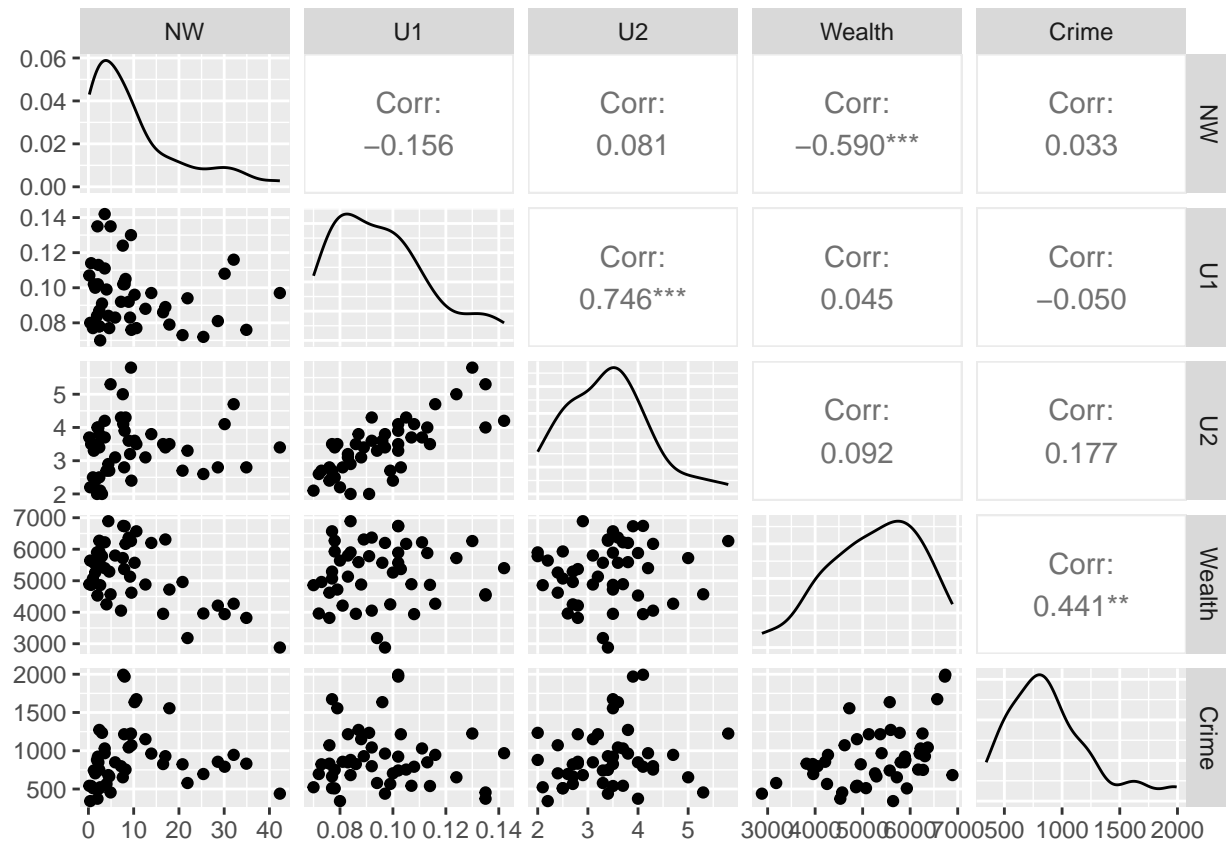 NW U1 U2 Wealth Crime
0.06
0.04
0.02
0.00
Corr:
−0.156
Corr:
0.081
Corr:
−0.590***
Corr:
0.033
NW
0.14
0.12
0.10
0.08
Corr:
0.746***
Corr:
0.045
Corr:
−0.050
U1
5
4
3
2
Corr:
0.092
Corr:
0.177
U2
7000
6000
5000
4000
3000
Corr:
0.441**
Wealth
2000
1500
1000
500
Crime
0 10 20 30 40
0.08 0.10 0.12 0.14
2 3 4 5
3000 4000 5000 6000 7000
500 1000 1500 2000